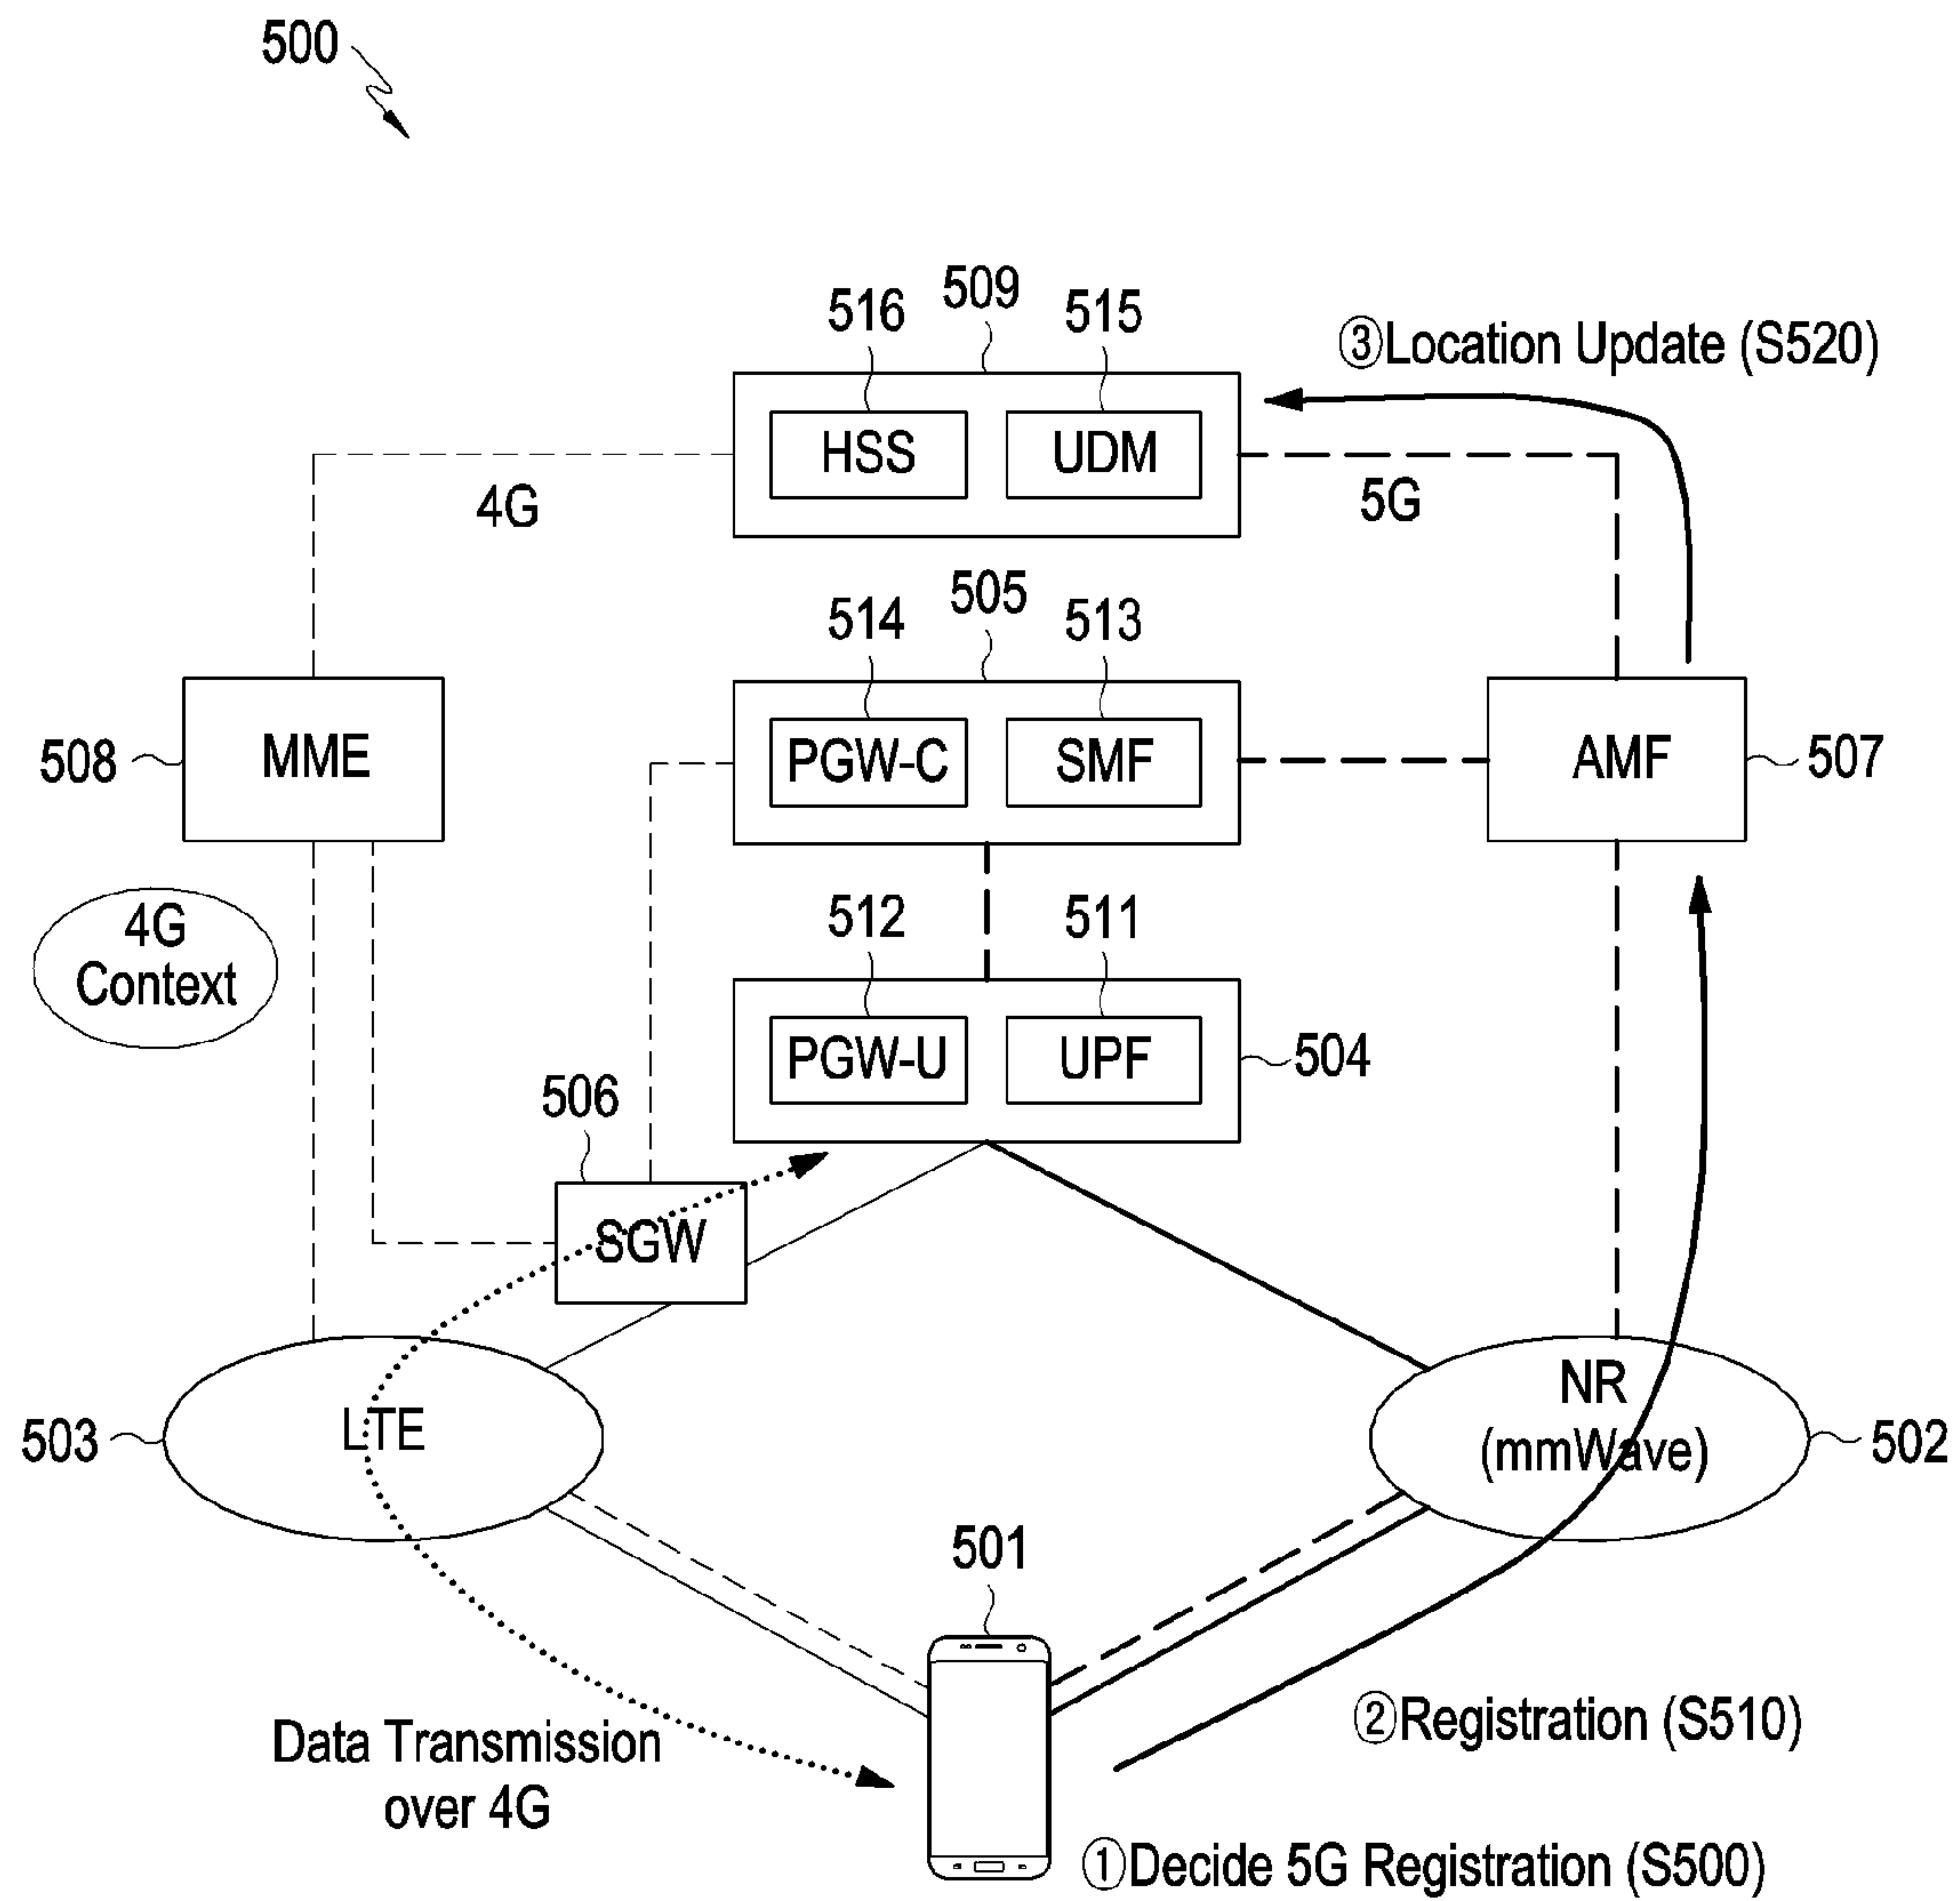 500
509
516
515
③Location Update (S520)
HSS
UDM
4G
5G
505
514
513
508
MME
PGW-C
SMF
AMF
507
4G
Context
512
511
PGW-U
UPF
504
506
SGW
503
LTE
NR
(mmWave)
502
501
②Registration (S510)
Data Transmission
over 4G
①Decide 5G Registration (S500)